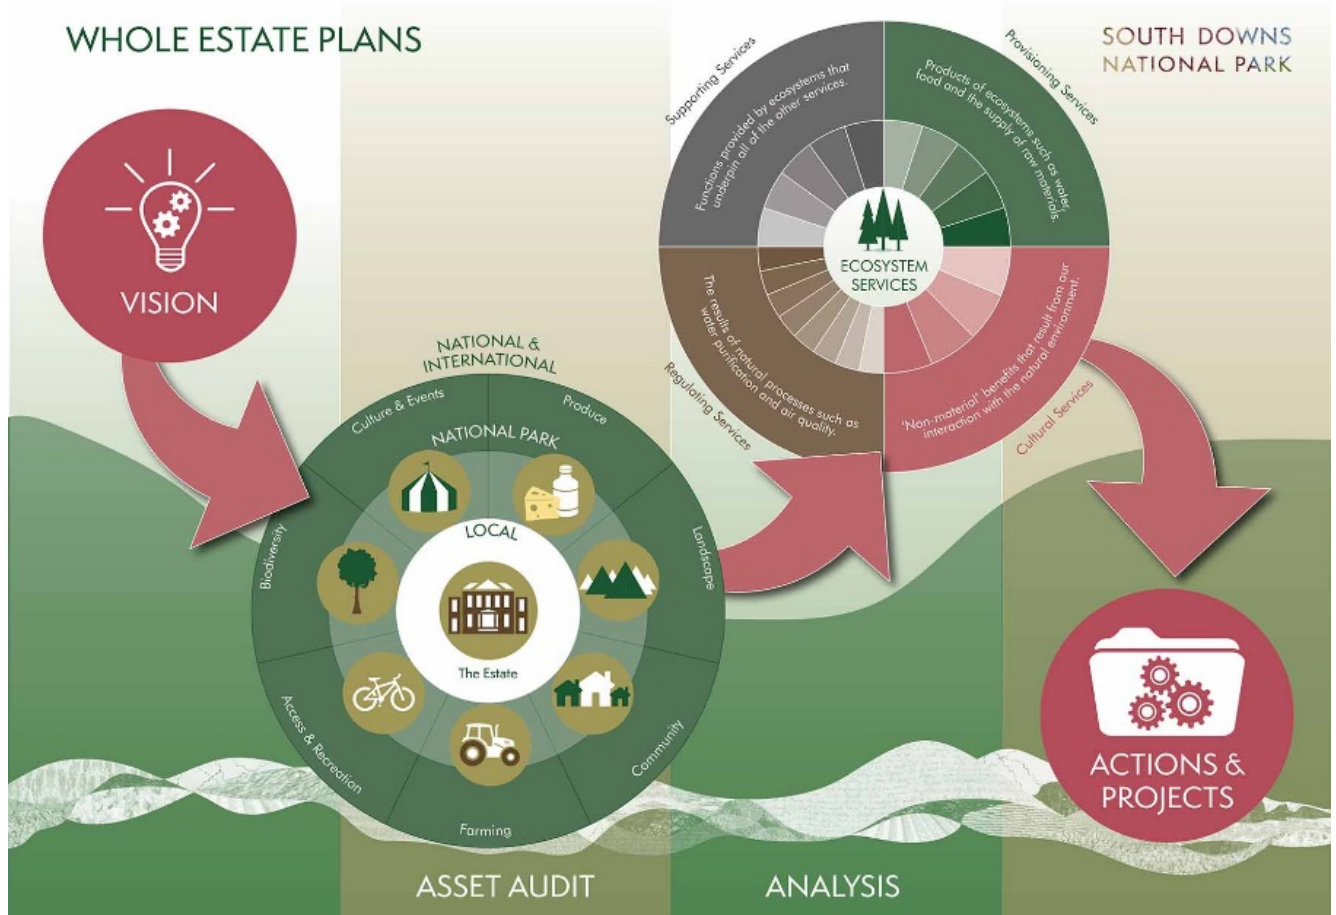 WHOLE ESTATE PLANS
SOUTH DOWNS
NATIONAL PARK
VISION
NATIONAL &
INTERNATIONAL
Culture & Events
Produce
Landscape
Community
Farming
Access & Recreation
Biodiversity
NATIONAL PARK
LOCAL
The Estate
Supporting Services
Functions provided by ecosystems that
underpin all of the other services.
Provisioning Services
Products of ecosystems such as water,
food and the supply of raw materials.
ECOSYSTEM
SERVICES
Regulating Services
The results of natural processes such as
water purification and air quality.
Cultural Services
'Non-material' benefits that result from our
interaction with the natural environment.
ACTIONS &
PROJECTS
ASSET AUDIT
ANALYSIS